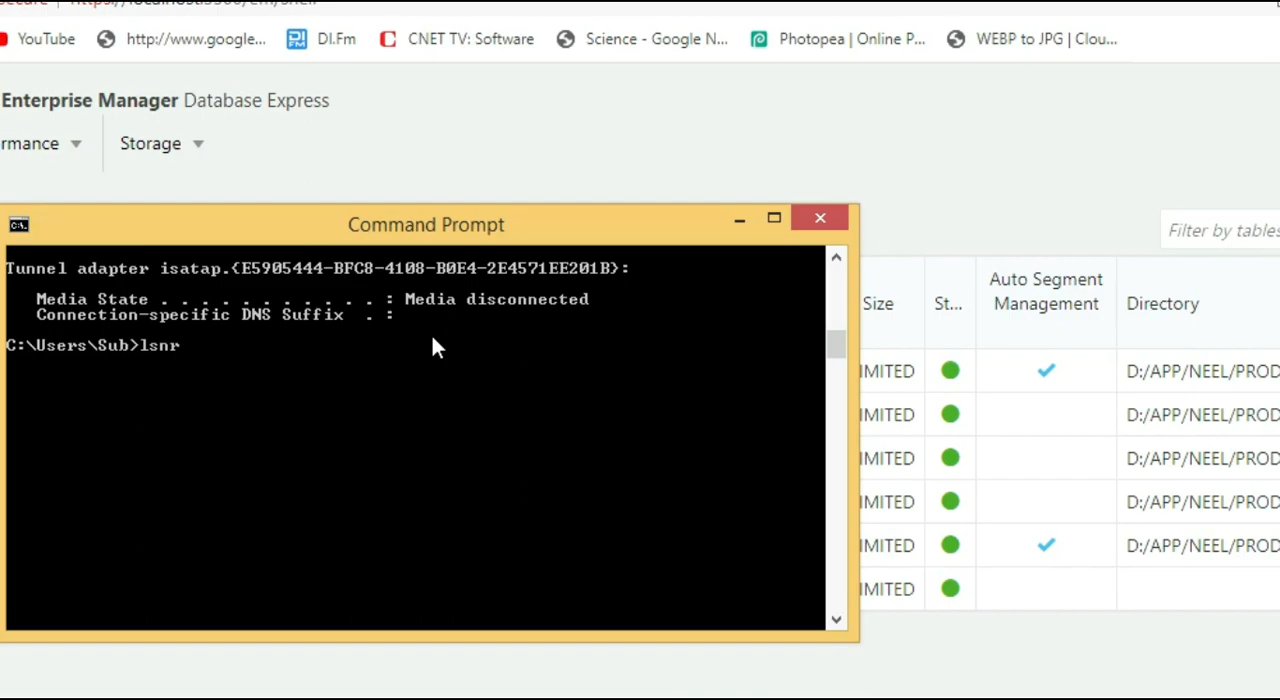 YouTube http://www.google... DI.Fm CNET TV: Software Science - Google N... Photopea | Online P... WEBP to JPG | Clou...
Enterprise Manager Database Express
rmance Storage
Command Prompt
Filter by tables
Tunnel adapter isatap.{E5905444-BFC8-4108-B0E4-2E4571EE201B}:
Media State . . . . . . . . . . . : Media disconnected
Connection-specific DNS Suffix . :
C:\Users\Sub>lsnr
Size St... Auto Segment Management Directory
IMITED D:/APP/NEEL/PROD
IMITED D:/APP/NEEL/PROD
IMITED D:/APP/NEEL/PROD
IMITED D:/APP/NEEL/PROD
IMITED D:/APP/NEEL/PROD
IMITED